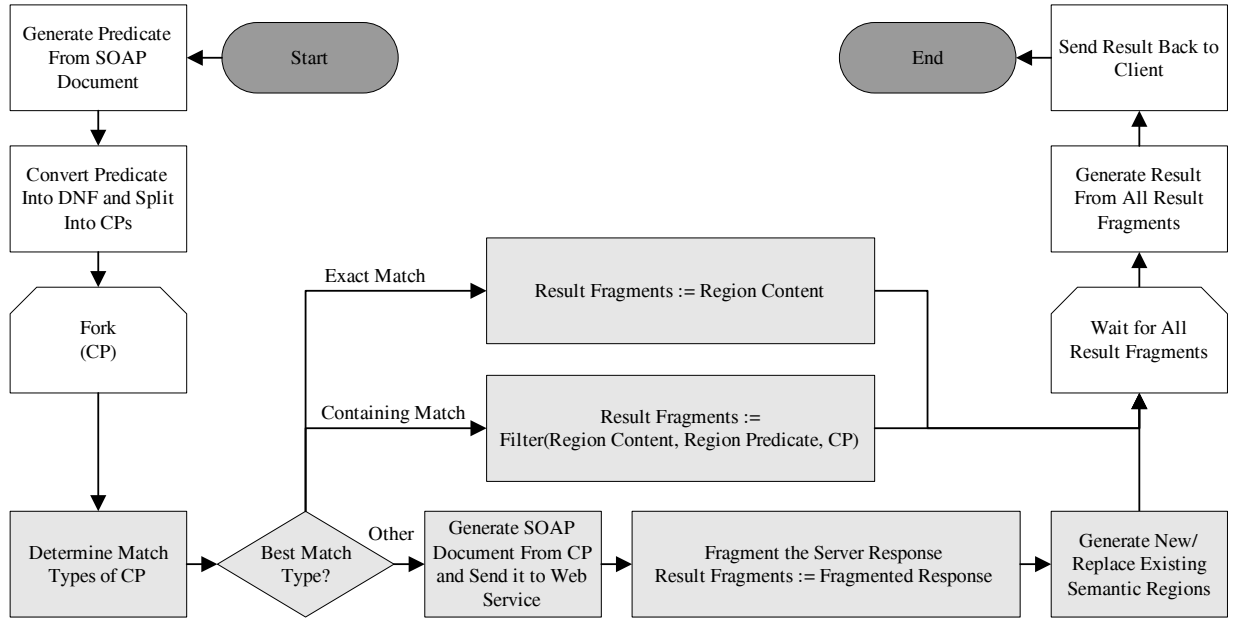 Generate Predicate
From SOAP
Document
Start
End
Send Result Back to
Client
Convert Predicate
Into DNF and Split
Into CPs
Generate Result
From All Result
Fragments
Exact Match
Result Fragments := Region Content
Fork
(CP)
Wait for All
Result Fragments
Containing Match
Result Fragments :=
Filter(Region Content, Region Predicate, CP)
Determine Match
Types of CP
Best Match
Type?
Other
Generate SOAP
Document From CP
and Send it to Web
Service
Fragment the Server Response
Result Fragments := Fragmented Response
Generate New/
Replace Existing
Semantic Regions